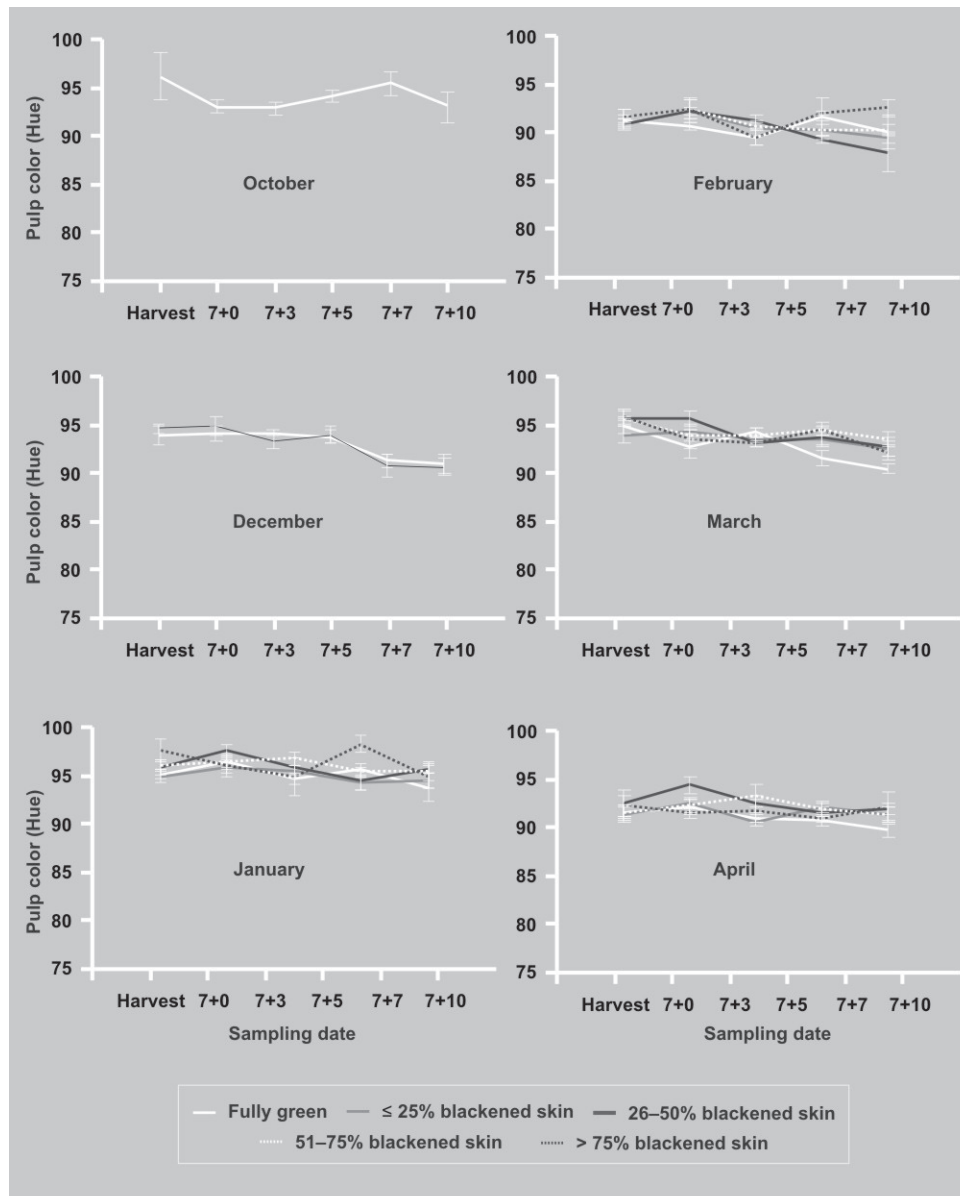 Pulp color (Hue)
100
95
90
85
80
75
October
Harvest 7+0 7+3 7+5 7+7 7+10
100
95
90
85
80
75
February
Harvest 7+0 7+3 7+5 7+7 7+10
Pulp color (Hue)
100
95
90
85
80
75
December
Harvest 7+0 7+3 7+5 7+7 7+10
100
95
90
85
80
75
March
Harvest 7+0 7+3 7+5 7+7 7+10
Pulp color (Hue)
100
95
90
85
80
75
January
Harvest 7+0 7+3 7+5 7+7 7+10
Sampling date
100
95
90
85
80
75
April
Harvest 7+0 7+3 7+5 7+7 7+10
Sampling date
Fully green ≤ 25% blackened skin 26–50% blackened skin
51–75% blackened skin > 75% blackened skin